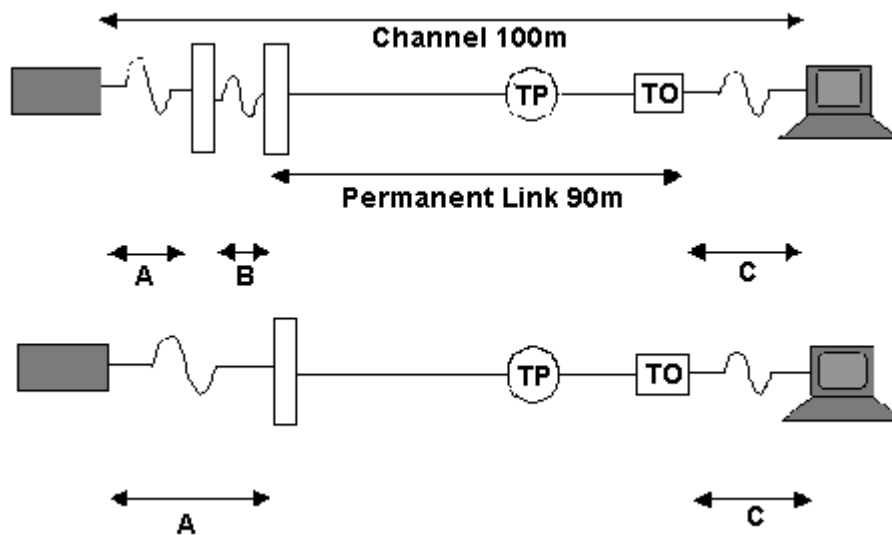 Channel 100m
TP
TO
Permanent Link 90m
A
B
C
TP
TO
A
C